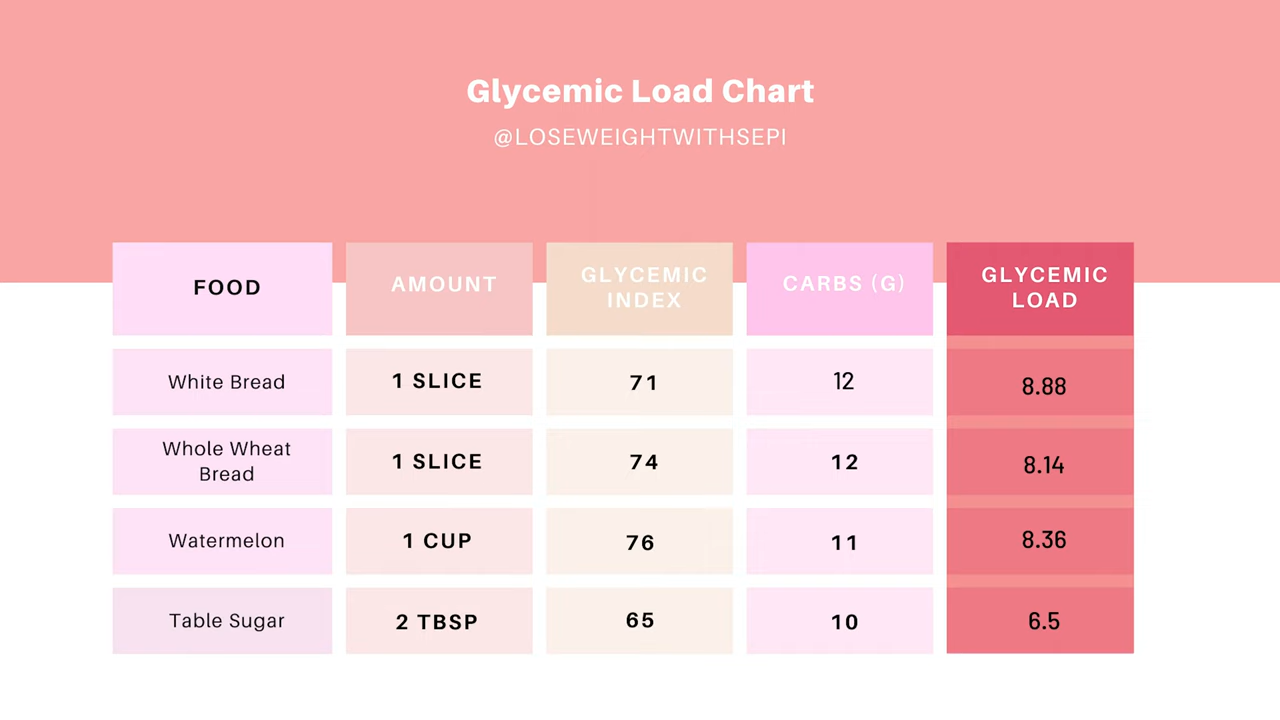 Glycemic Load Chart
@LOSEWEIGHTWITHSEPI
FOOD
AMOUNT
GLYCEMIC
INDEX
CARBS (G)
GLYCEMIC
LOAD
White Bread
1 SLICE
71
12
8.88
Whole Wheat
Bread
1 SLICE
74
12
8.14
Watermelon
1 CUP
76
11
8.36
Table Sugar
2 TBSP
65
10
6.5